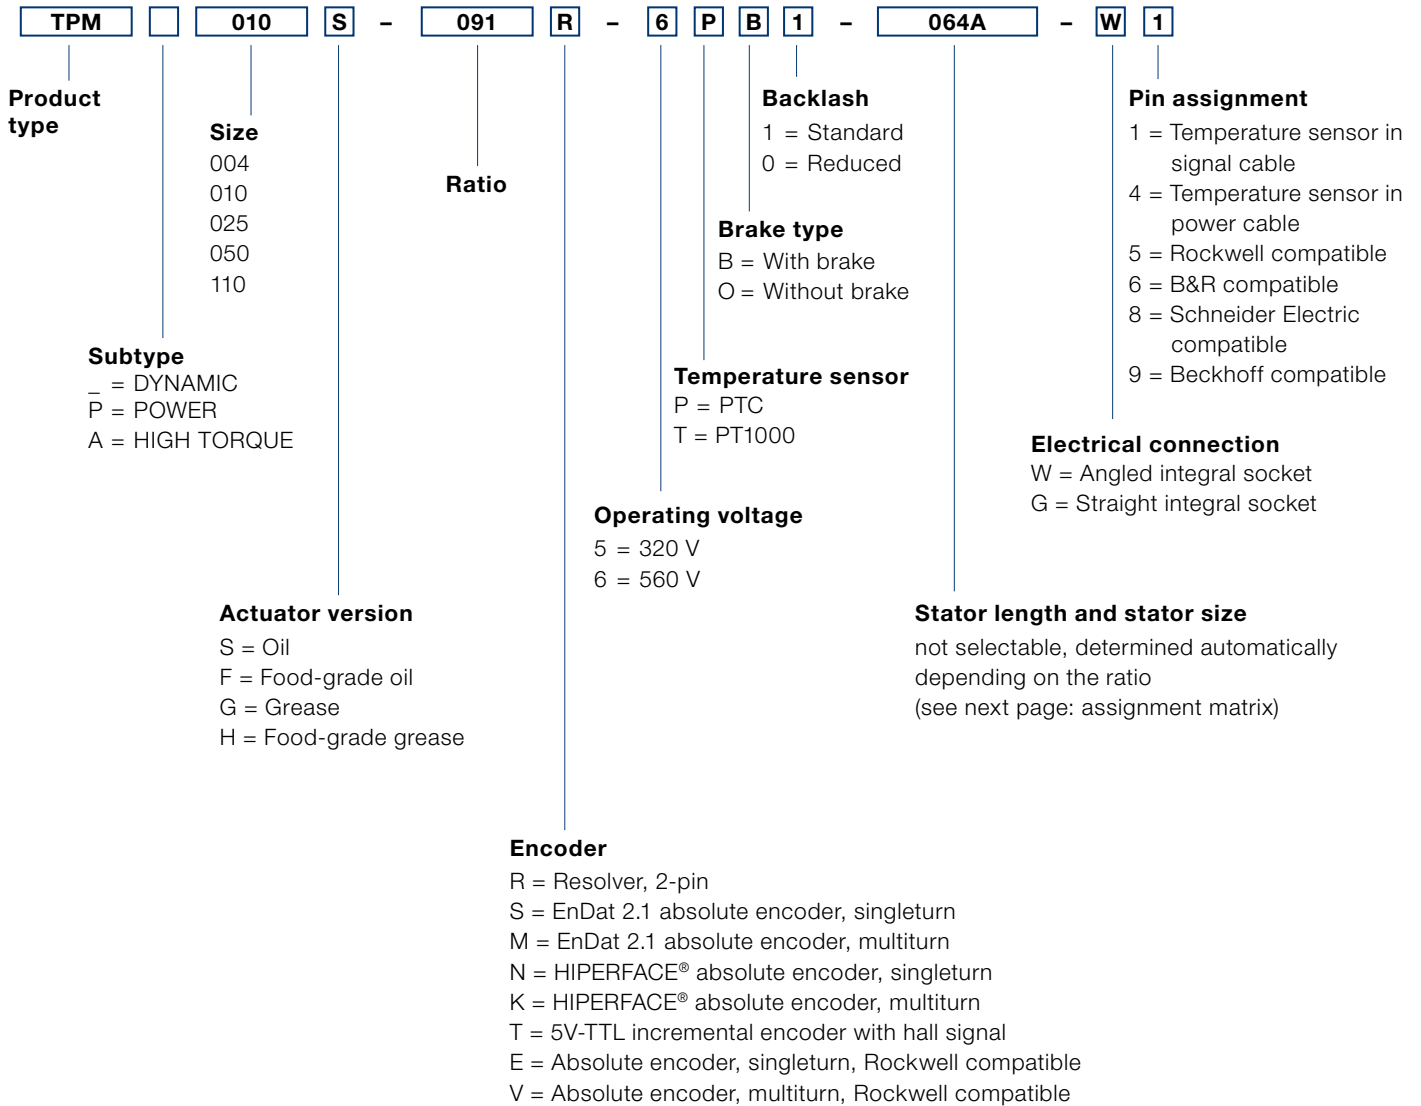 TPM 010 S – 091 R – 6 P B 1 – 064A – W 1
Product
type
Size
004
010
025
050
110
Subtype
_ = DYNAMIC
P = POWER
A = HIGH TORQUE
Actuator version
S = Oil
F = Food-grade oil
G = Grease
H = Food-grade grease
Ratio
Encoder
R = Resolver, 2-pin
S = EnDat 2.1 absolute encoder, singleturn
M = EnDat 2.1 absolute encoder, multiturn
N = HIPERFACE® absolute encoder, singleturn
K = HIPERFACE® absolute encoder, multiturn
T = 5V-TTL incremental encoder with hall signal
E = Absolute encoder, singleturn, Rockwell compatible
V = Absolute encoder, multiturn, Rockwell compatible
Operating voltage
5 = 320 V
6 = 560 V
Temperature sensor
P = PTC
T = PT1000
Brake type
B = With brake
O = Without brake
Backlash
1 = Standard
0 = Reduced
Stator length and stator size
not selectable, determined automatically
depending on the ratio
(see next page: assignment matrix)
Electrical connection
W = Angled integral socket
G = Straight integral socket
Pin assignment
1 = Temperature sensor in
signal cable
4 = Temperature sensor in
power cable
5 = Rockwell compatible
6 = B&R compatible
8 = Schneider Electric
compatible
9 = Beckhoff compatible